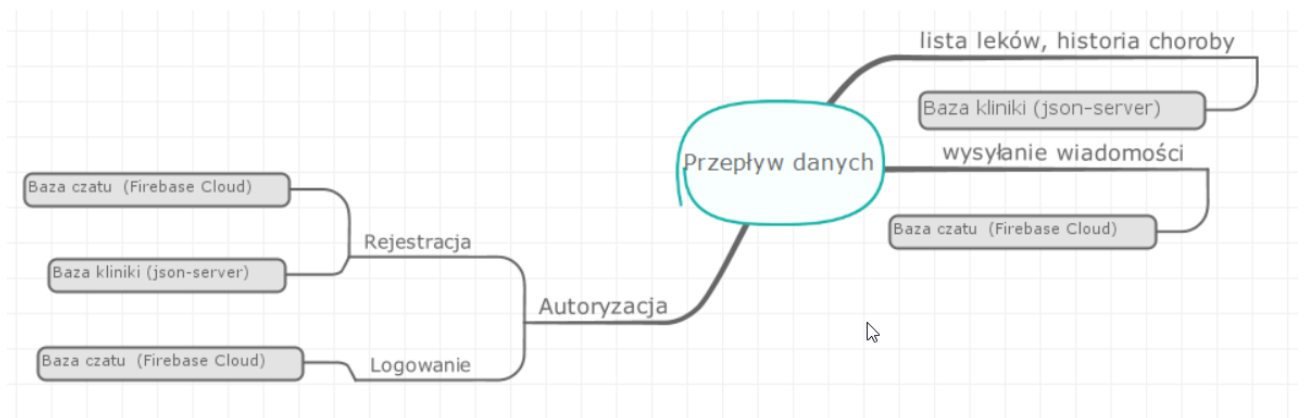 lista leków, historia choroby
Baza kliniki (json-server)
Przepływ danych
wysyłanie wiadomości
Baza czatu (Firebase Cloud)
Baza czatu (Firebase Cloud)
Rejestracja
Baza kliniki (json-server)
Autoryzacja
Baza czatu (Firebase Cloud)
Logowanie